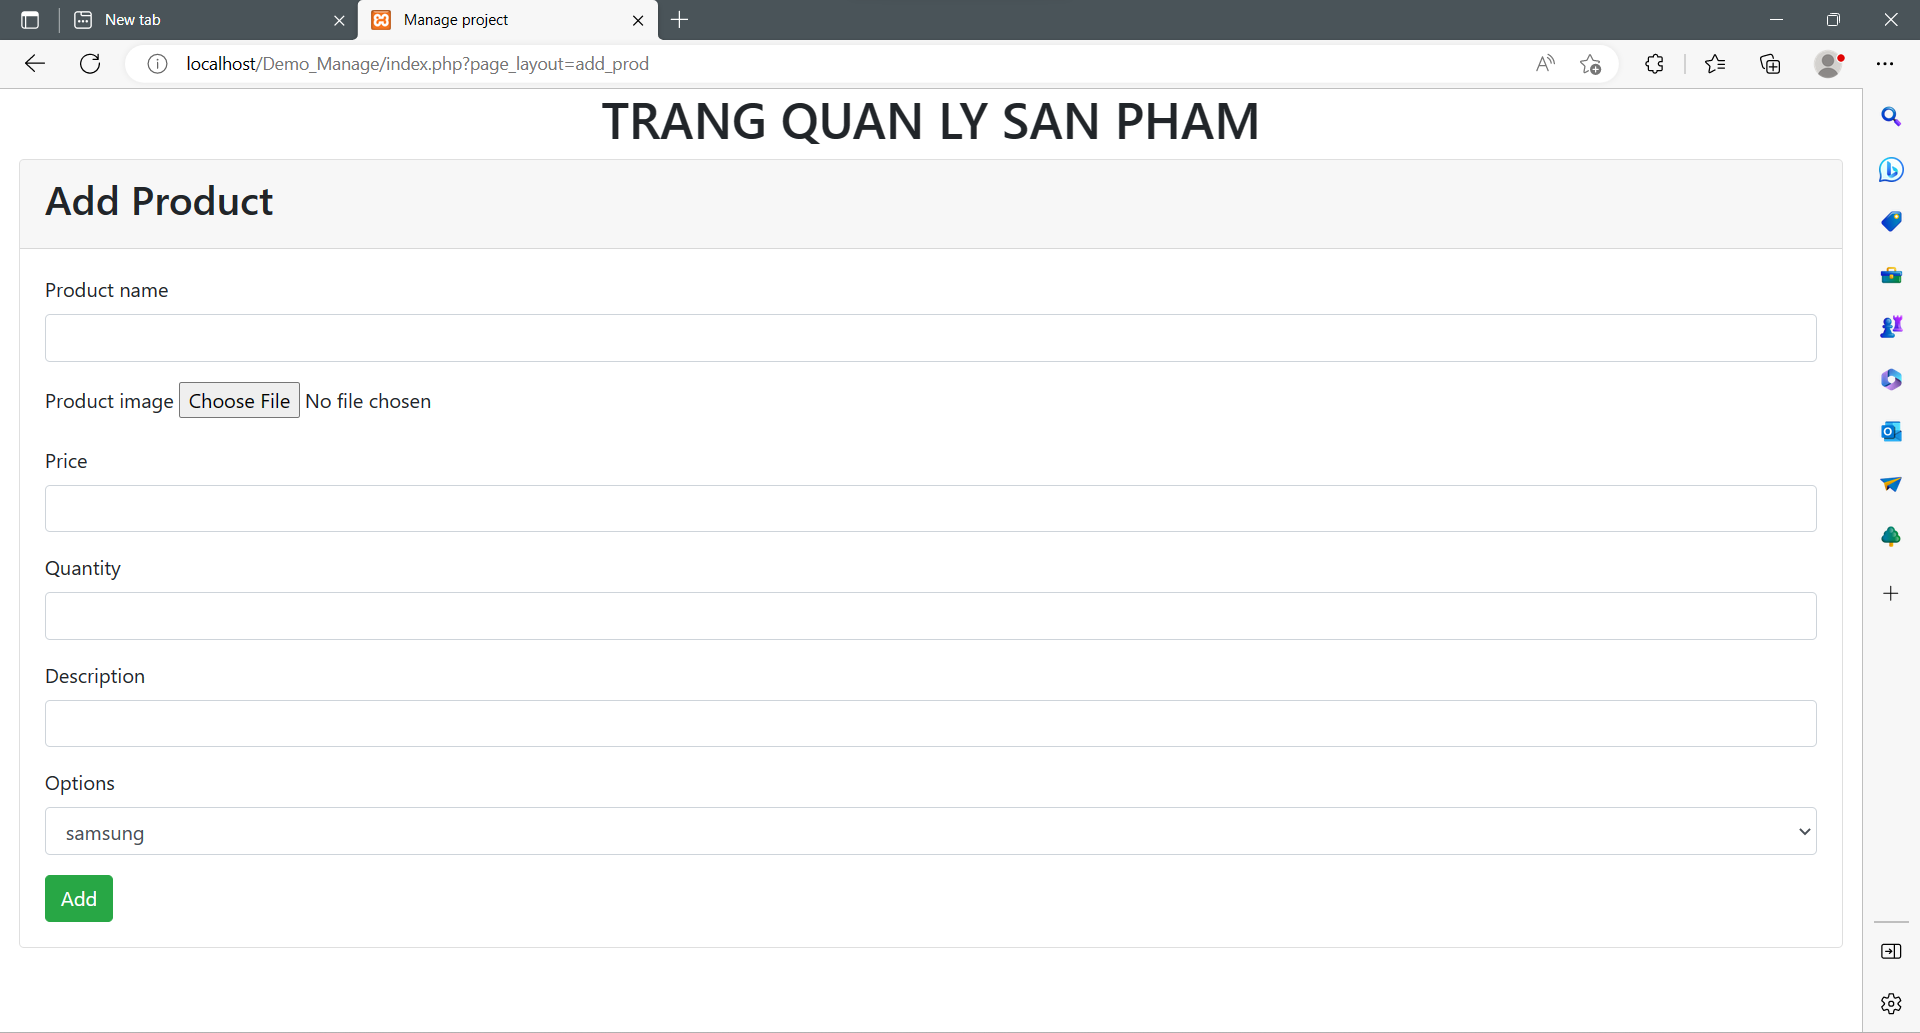 New tab
Manage project
localhost/Demo_Manage/index.php?page_layout=add_prod
TRANG QUAN LY SAN PHAM
Add Product
Product name
Product image Choose File No file chosen
Price
Quantity
Description
Options
samsung
Add